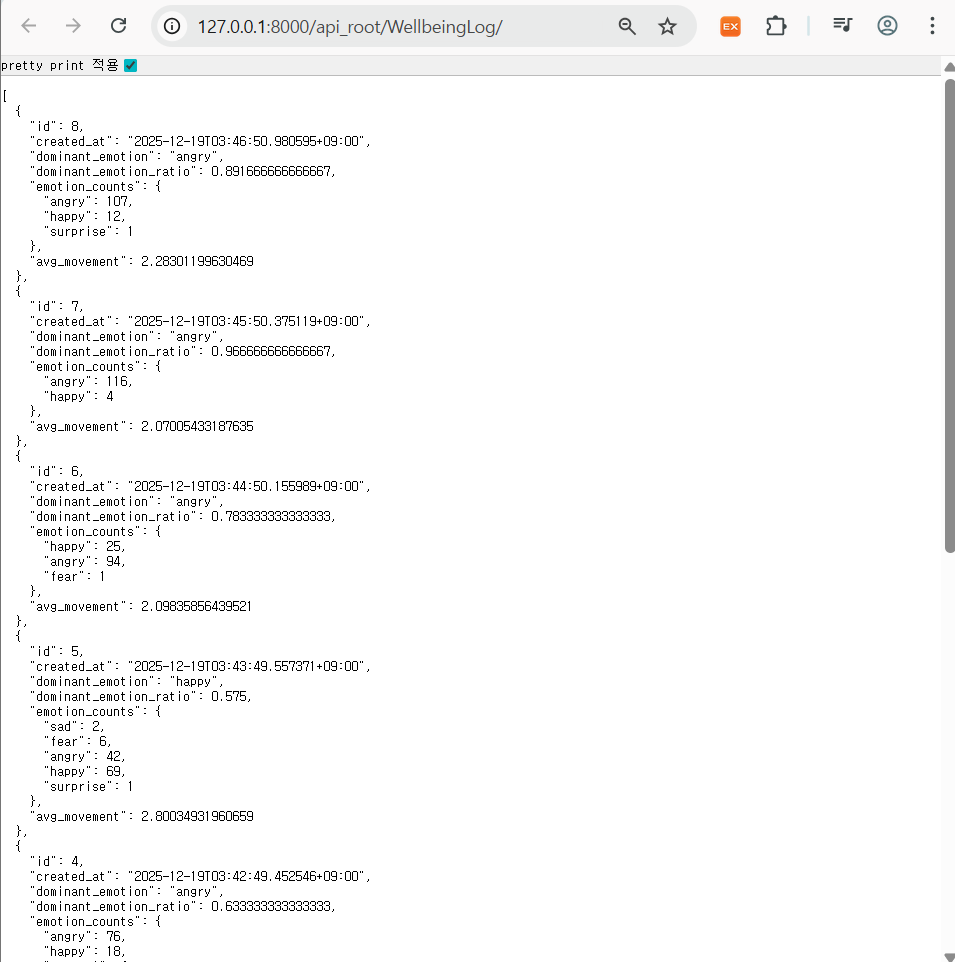 127.0.0.1:8000/api_root/WellbeingLog/
EX
pretty print 적용
[
  {
    "id": 8,
    "created_at": "2025-12-19T03:46:50.980595+09:00",
    "dominant_emotion": "angry",
    "dominant_emotion_ratio": 0.891666666666667,
    "emotion_counts": {
      "angry": 107,
      "happy": 12,
      "surprise": 1
    },
    "avg_movement": 2.28301199630469
  },
  {
    "id": 7,
    "created_at": "2025-12-19T03:45:50.375119+09:00",
    "dominant_emotion": "angry",
    "dominant_emotion_ratio": 0.966666666666667,
    "emotion_counts": {
      "angry": 116,
      "happy": 4
    },
    "avg_movement": 2.07005433187635
  },
  {
    "id": 6,
    "created_at": "2025-12-19T03:44:50.155989+09:00",
    "dominant_emotion": "angry",
    "dominant_emotion_ratio": 0.783333333333333,
    "emotion_counts": {
      "happy": 25,
      "angry": 94,
      "fear": 1
    },
    "avg_movement": 2.09835856439521
  },
  {
    "id": 5,
    "created_at": "2025-12-19T03:43:49.557371+09:00",
    "dominant_emotion": "happy",
    "dominant_emotion_ratio": 0.575,
    "emotion_counts": {
      "sad": 2,
      "fear": 6,
      "angry": 42,
      "happy": 69,
      "surprise": 1
    },
    "avg_movement": 2.80034931960659
  },
  {
    "id": 4,
    "created_at": "2025-12-19T03:42:49.452546+09:00",
    "dominant_emotion": "angry",
    "dominant_emotion_ratio": 0.633333333333333,
    "emotion_counts": {
      "angry": 76,
      "happy": 18,